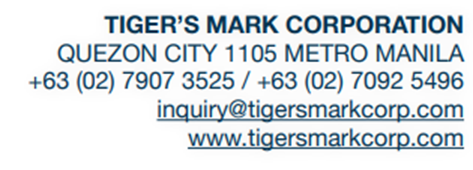 TIGER'S MARK CORPORATION
QUEZON CITY 1105 METRO MANILA
+63 (02) 7907 3525 / +63 (02) 7092 5496
inquiry@tigersmarkcorp.com
www.tigersmarkcorp.com